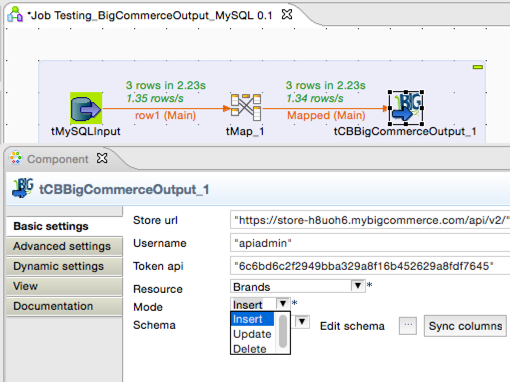 *Job Testing_BigCommerceOutput_MySQL 0.1
3 rows in 2.23s
1.35 rows/s
row1 (Main)
3 rows in 2.23s
1.34 rows/s
Mapped (Main)
tMySQLInput
tMap_1
BIG
tCBBigCommerceOutput_1
Component
BIG
tCBBigCommerceOutput_1
Basic settings
Advanced settings
Dynamic settings
View
Documentation
Store url
"https://store-h8uoh6.mybigcommerce.com/api/v2/"
Username
"apiadmin"
Token api
"6c6bd6c2f2949bba329a8f16b452629a8fdf7645"
Resource
Brands
*
Mode
Insert
*
Insert
Update
Delete
Schema
Edit schema
...
Sync columns